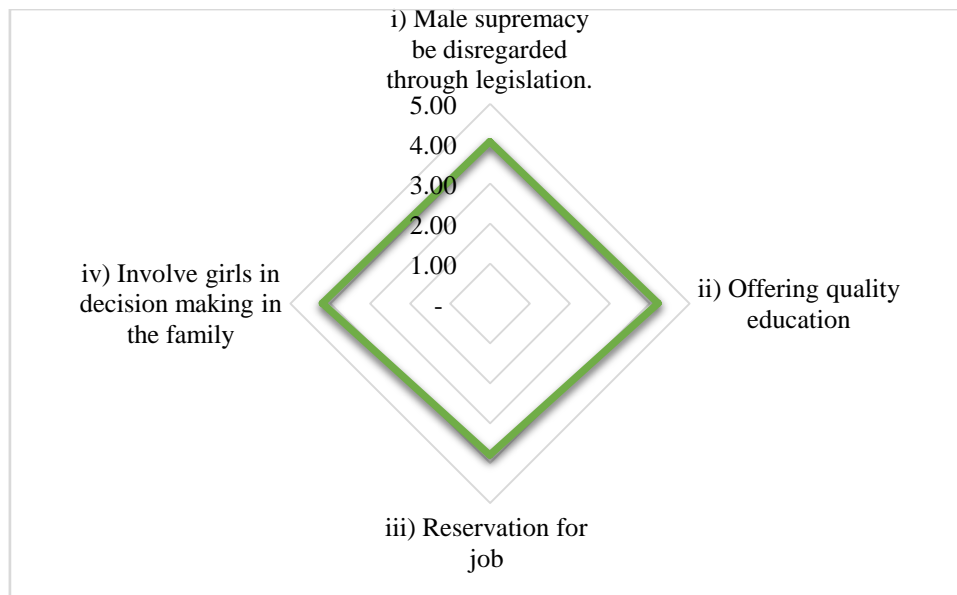 i) Male supremacy
be disregarded
through legislation.
5.00
4.00
3.00
2.00
1.00
-
iv) Involve girls in
decision making in
the family
ii) Offering quality
education
iii) Reservation for
job